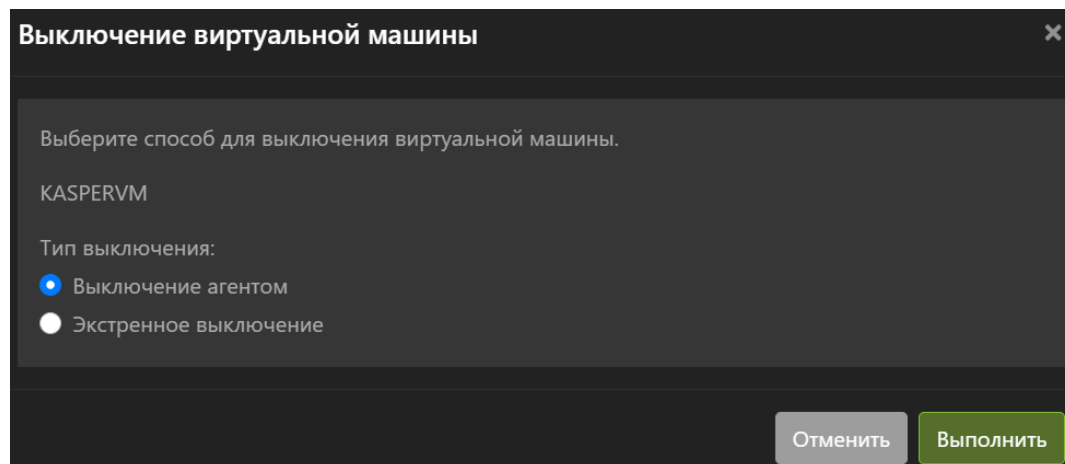 Выключение виртуальной машины
Выберите способ для выключения виртуальной машины.
KASPERVM
Тип выключения:
Выключение агентом
Экстренное выключение
Отменить
Выполнить